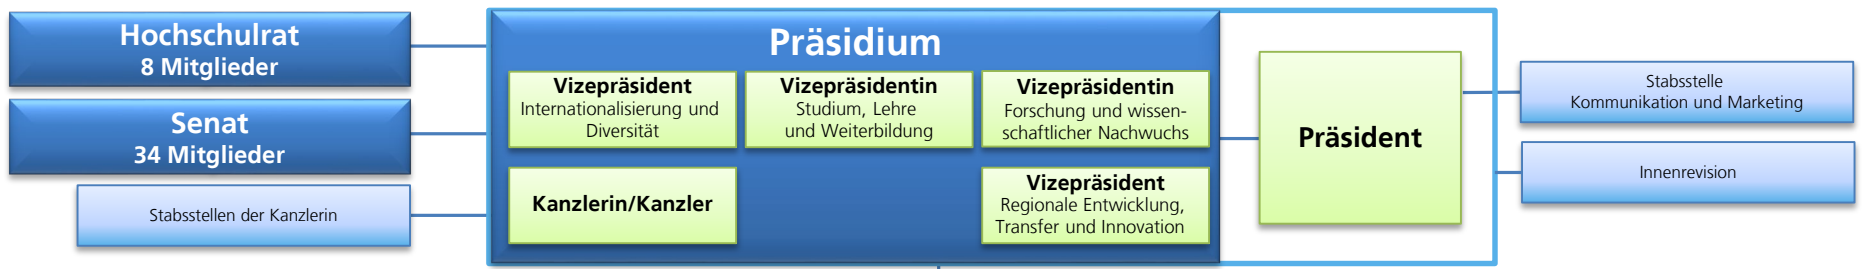 Hochschulrat
8 Mitglieder
Senat
34 Mitglieder
Stabsstellen der Kanzlerin
Präsidium
Vizepräsident
Internationalisierung und
Diversität
Vizepräsidentin
Studium, Lehre
und Weiterbildung
Vizepräsidentin
Forschung und wissen-
schaftlicher Nachwuchs
Kanzlerin/Kanzler
Vizepräsident
Regionale Entwicklung,
Transfer und Innovation
Präsident
Stabsstelle
Kommunikation und Marketing
Innenrevision